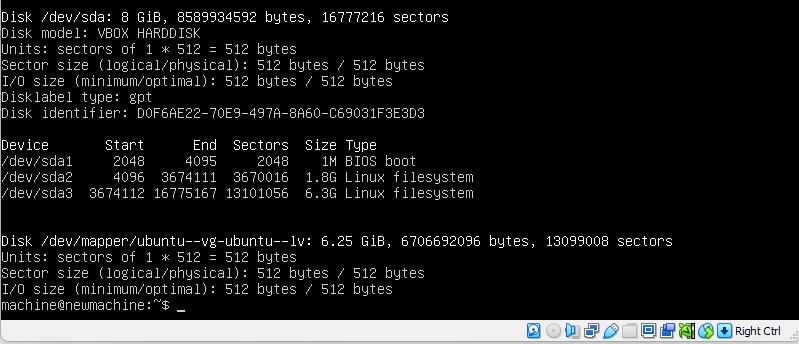 Disk /dev/sda: 8 GiB, 8589934592 bytes, 16777216 sectors
Disk model: VBOX HARDDISK
Units: sectors of 1 * 512 = 512 bytes
Sector size (logical/physical): 512 bytes / 512 bytes
I/O size (minimum/optimal): 512 bytes / 512 bytes
Disklabel type: gpt
Disk identifier: D0F6AE22-70E9-497A-8A60-C69031F3E3D3
Device Start End Sectors Size Type
/dev/sda1 2048 4095 2048 1M BIOS boot
/dev/sda2 4096 3674111 3670016 1.8G Linux filesystem
/dev/sda3 3674112 16775167 13101056 6.3G Linux filesystem
Disk /dev/mapper/ubuntu--vg-ubuntu--lv: 6.25 GiB, 6706692096 bytes, 13099008 sectors
Units: sectors of 1 * 512 = 512 bytes
Sector size (logical/physical): 512 bytes / 512 bytes
I/O size (minimum/optimal): 512 bytes / 512 bytes
machine@newmachine:~$ _
Right Ctrl